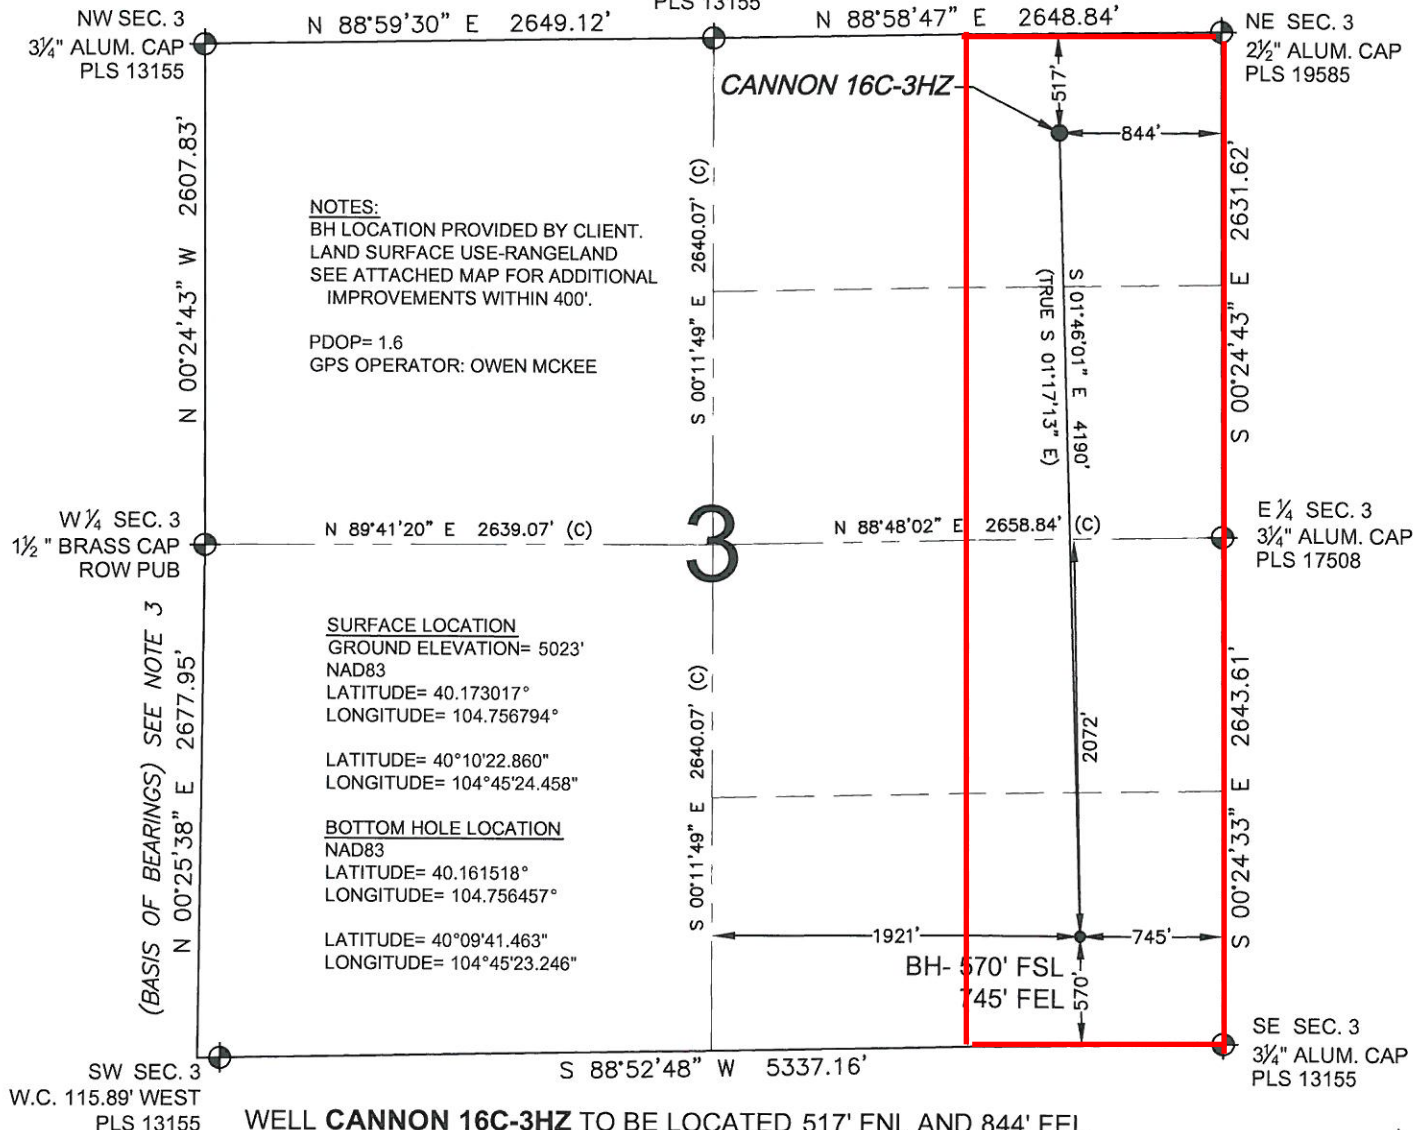 PLS 13155
NW SEC. 3
3¼" ALUM. CAP
PLS 13155
N 88°59'30" E 2649.12'
N 88°58'47" E 2648.84'
NE SEC. 3
2½" ALUM. CAP
PLS 19585
CANNON 16C-3HZ
517'
844'
N 00°24'43" W 2607.83'
NOTES:
BH LOCATION PROVIDED BY CLIENT.
LAND SURFACE USE-RANGELAND
SEE ATTACHED MAP FOR ADDITIONAL
IMPROVEMENTS WITHIN 400'.
PDOP= 1.6
GPS OPERATOR: OWEN MCKEE
S 00°11'49" E 2640.07' (C)
S 01°46'01" E 4190'
(TRUE S 01°17'13" E)
S 00°24'43" E 2631.62'
W ¼ SEC. 3
1½ " BRASS CAP
ROW PUB
N 89°41'20" E 2639.07' (C)
3
N 88°48'02" E 2658.84' (C)
E ¼ SEC. 3
3¼" ALUM. CAP
PLS 17508
(BASIS OF BEARINGS) SEE NOTE 3
N 00°25'38" E 2677.95'
SURFACE LOCATION
GROUND ELEVATION= 5023'
NAD83
LATITUDE= 40.173017°
LONGITUDE= 104.756794°
LATITUDE= 40°10'22.860"
LONGITUDE= 104°45'24.458"
BOTTOM HOLE LOCATION
NAD83
LATITUDE= 40.161518°
LONGITUDE= 104.756457°
LATITUDE= 40°09'41.463"
LONGITUDE= 104°45'23.246"
S 00°11'49" E 2640.07' (C)
2072'
S 00°24'33" E 2643.61'
1921'
745'
BH- 570' FSL
745' FEL
570'
SW SEC. 3
W.C. 115.89' WEST
PLS 13155
S 88°52'48" W 5337.16'
SE SEC. 3
3¼" ALUM. CAP
PLS 13155
WELL CANNON 16C-3HZ TO BE LOCATED 517' FNL AND 844' FEL